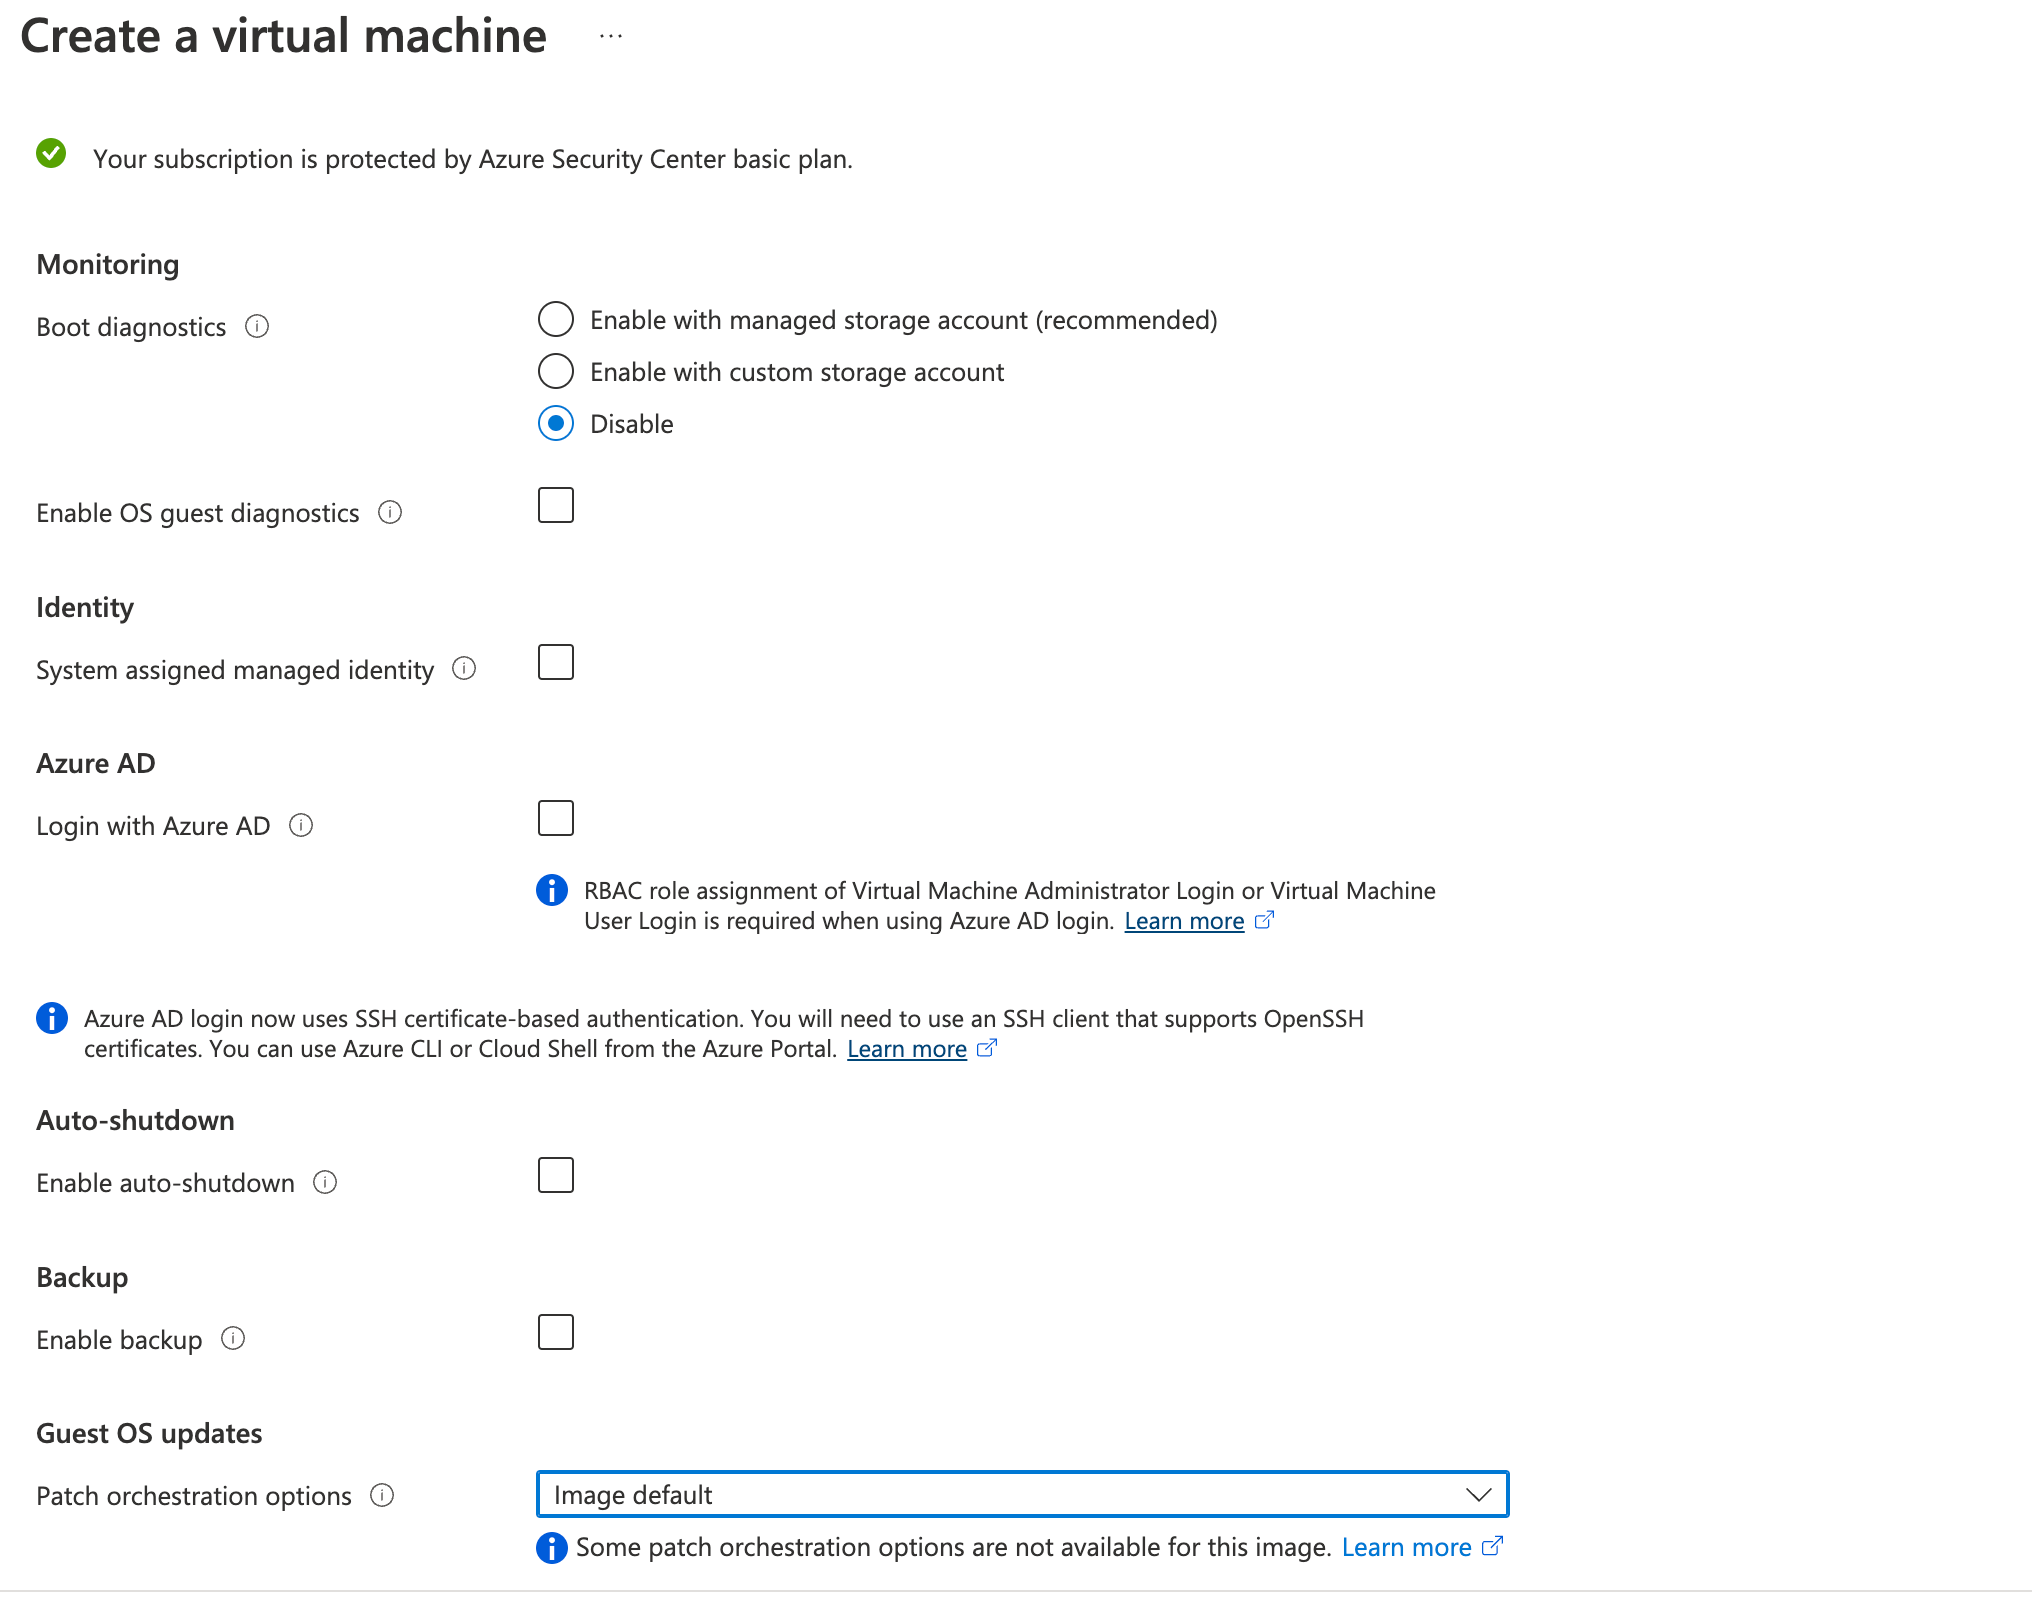 Create a virtual machine ...
Your subscription is protected by Azure Security Center basic plan.
Monitoring
Boot diagnostics
Enable with managed storage account (recommended)
Enable with custom storage account
Disable
Enable OS guest diagnostics
Identity
System assigned managed identity
Azure AD
Login with Azure AD
RBAC role assignment of Virtual Machine Administrator Login or Virtual Machine
User Login is required when using Azure AD login. Learn more
Azure AD login now uses SSH certificate-based authentication. You will need to use an SSH client that supports OpenSSH
certificates. You can use Azure CLI or Cloud Shell from the Azure Portal. Learn more
Auto-shutdown
Enable auto-shutdown
Backup
Enable backup
Guest OS updates
Patch orchestration options
Image default
Some patch orchestration options are not available for this image. Learn more